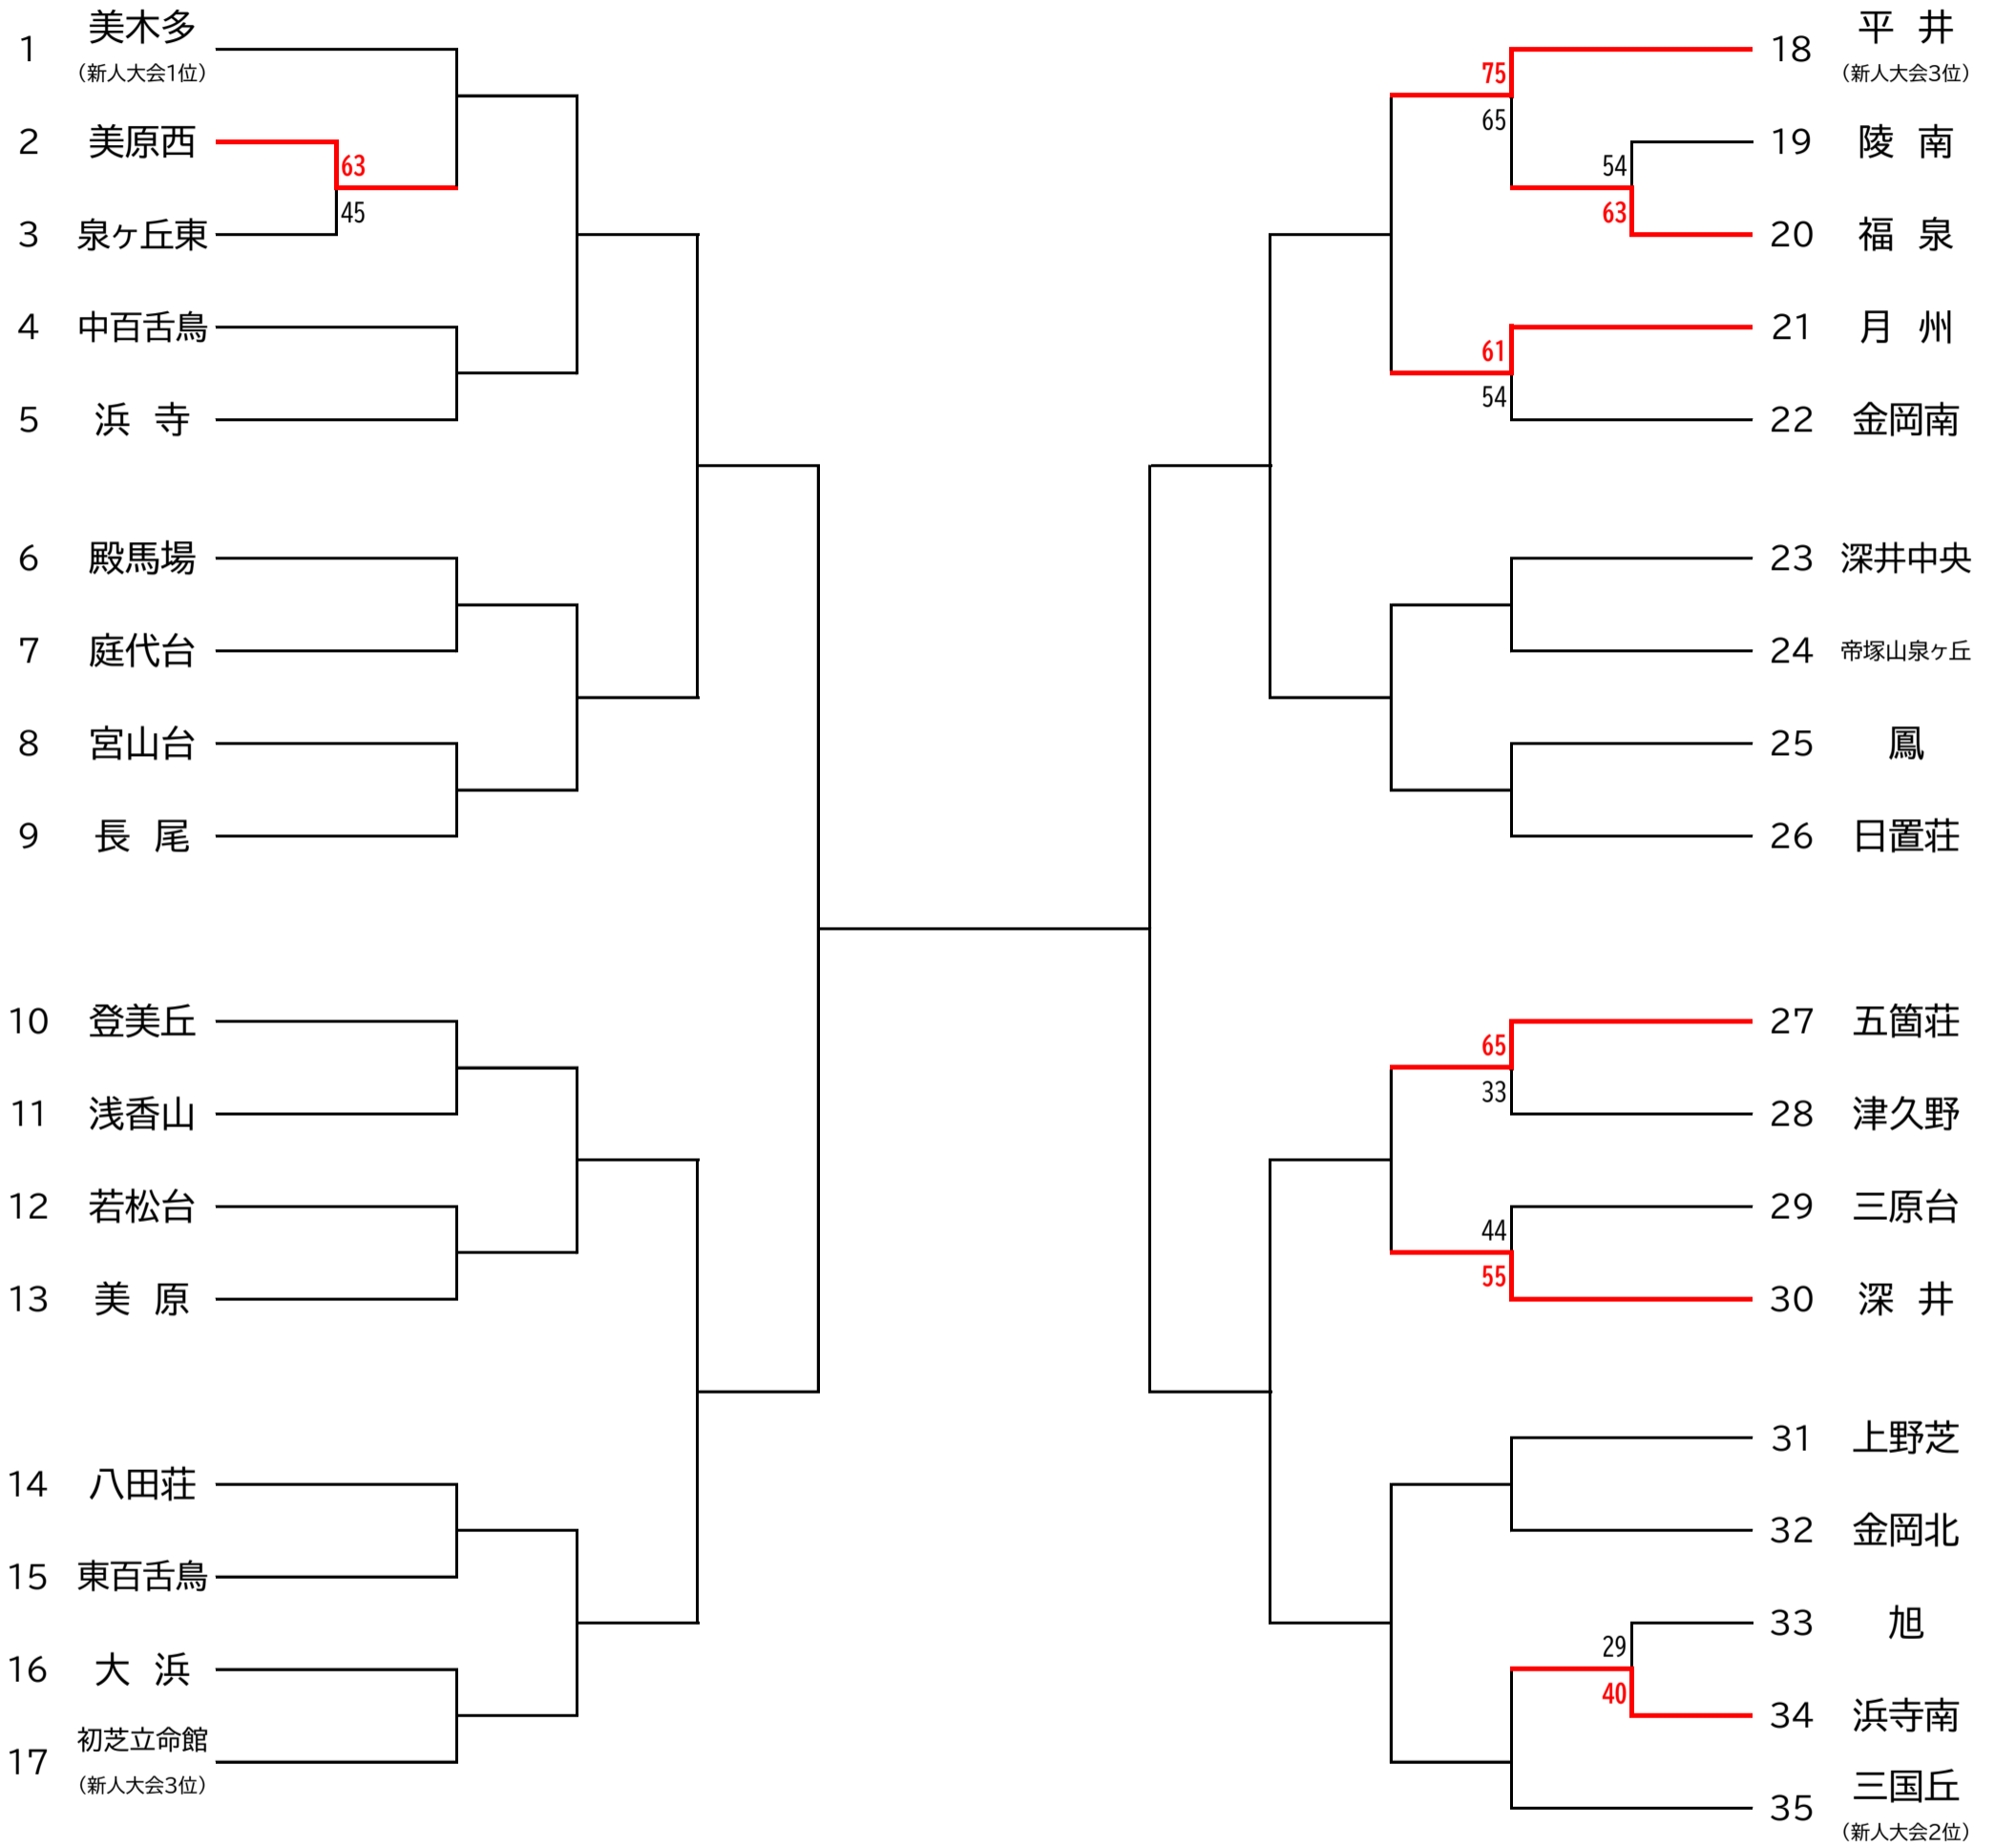 1 美木多
（新人大会1位）
2 美原西
63
45
3 泉ヶ丘東
4 中百舌鳥
5 浜 寺
6 殿馬場
7 庭代台
8 宮山台
9 長 尾
10 登美丘
11 浅香山
12 若松台
13 美 原
14 八田荘
15 東百舌鳥
16 大 浜
17 初芝立命館
（新人大会3位）
18 平 井
（新人大会3位）
75
65
19 陵 南
54
63
20 福 泉
21 月 州
61
54
22 金岡南
23 深井中央
24 帝塚山泉ヶ丘
25 鳳
26 日置荘
27 五箇荘
65
33
28 津久野
29 三原台
44
55
30 深 井
31 上野芝
32 金岡北
33 旭
29
40
34 浜寺南
35 三国丘
（新人大会2位）